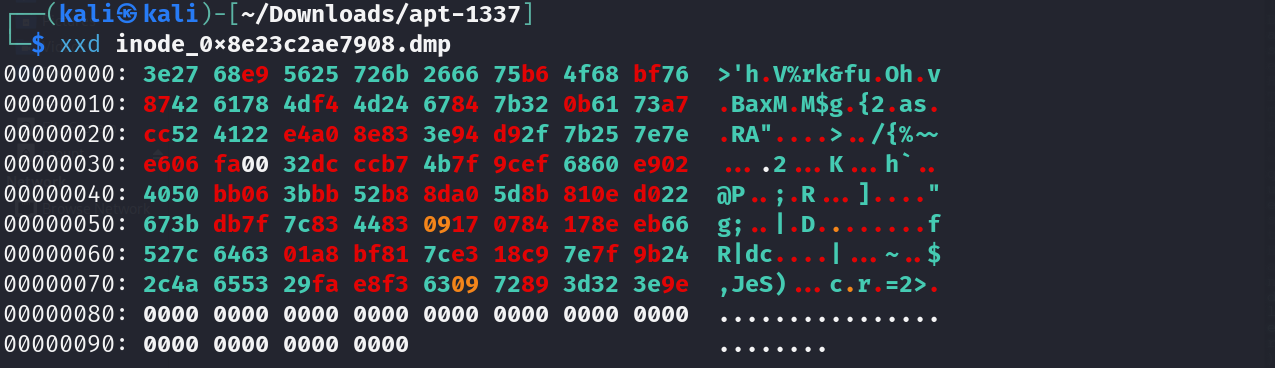 ┌──(kali㉿kali)-[~/Downloads/apt-1337]
└─$ xxd inode_0×8e23c2ae7908.dmp
00000000: 3e27 68e9 5625 726b 2666 75b6 4f68 bf76  >'h.V%rk&fu.Oh.v
00000010: 8742 6178 4df4 4d24 6784 7b32 0b61 73a7  .BaxM.M$g.{2.as.
00000020: cc52 4122 e4a0 8e83 3e94 d92f 7b25 7e7e  .RA"....>../{%~~
00000030: e606 fa00 32dc ccb7 4b7f 9cef 6860 e902  ....2...K...h`..
00000040: 4050 bb06 3bbb 52b8 8da0 5d8b 810e d022  @P..;.R...]...."
00000050: 673b db7f 7c83 4483 0917 0784 178e eb66  g;..|.D........f
00000060: 527c 6463 01a8 bf81 7ce3 18c9 7e7f 9b24  R|dc....|...~..$
00000070: 2c4a 6553 29fa e8f3 6309 7289 3d32 3e9e  ,JeS)...c.r.=2>.
00000080: 0000 0000 0000 0000 0000 0000 0000 0000  ................
00000090: 0000 0000 0000 0000                      ........